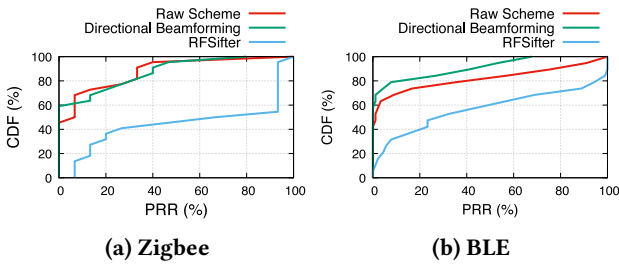 Raw Scheme
Directional Beamforming
RFSifter
CDF (%)
100
80
60
40
20
0
0 20 40 60 80 100
PRR (%)
(a) Zigbee
Raw Scheme
Directional Beamforming
RFSifter
CDF (%)
100
80
60
40
20
0
0 20 40 60 80 100
PRR (%)
(b) BLE